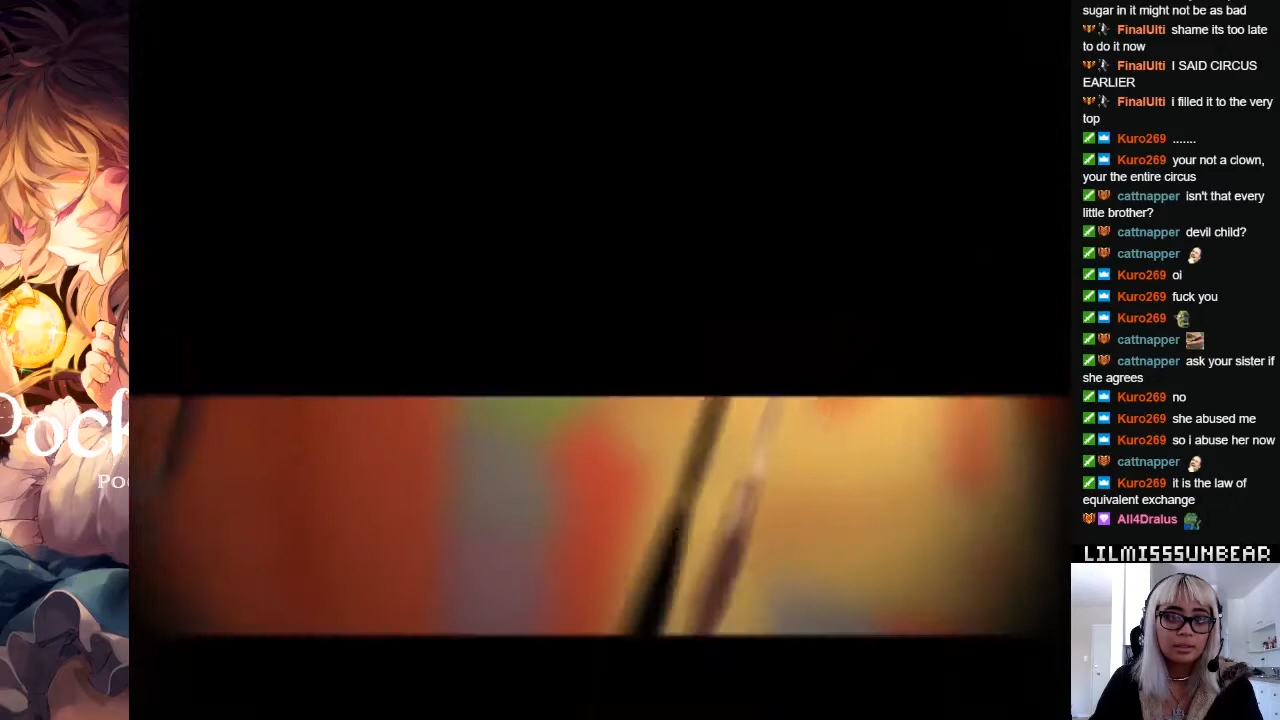 sugar in it might not be as bad
FinalUlti shame its too late
to do it now
FinalUlti I SAID CIRCUS
EARLIER
FinalUlti i filled it to the very
top
Kuro269 .......
Kuro269 your not a clown,
your the entire circus
cattnapper isn't that every
little brother?
cattnapper devil child?
cattnapper
Kuro269 oi
Kuro269 fuck you
Kuro269
cattnapper
cattnapper ask your sister if
she agrees
Kuro269 no
Kuro269 she abused me
Kuro269 so i abuse her now
cattnapper
Kuro269 it is the law of
equivalent exchange
All4Dralus
LILMISSSUNBEAR
Pock
Po